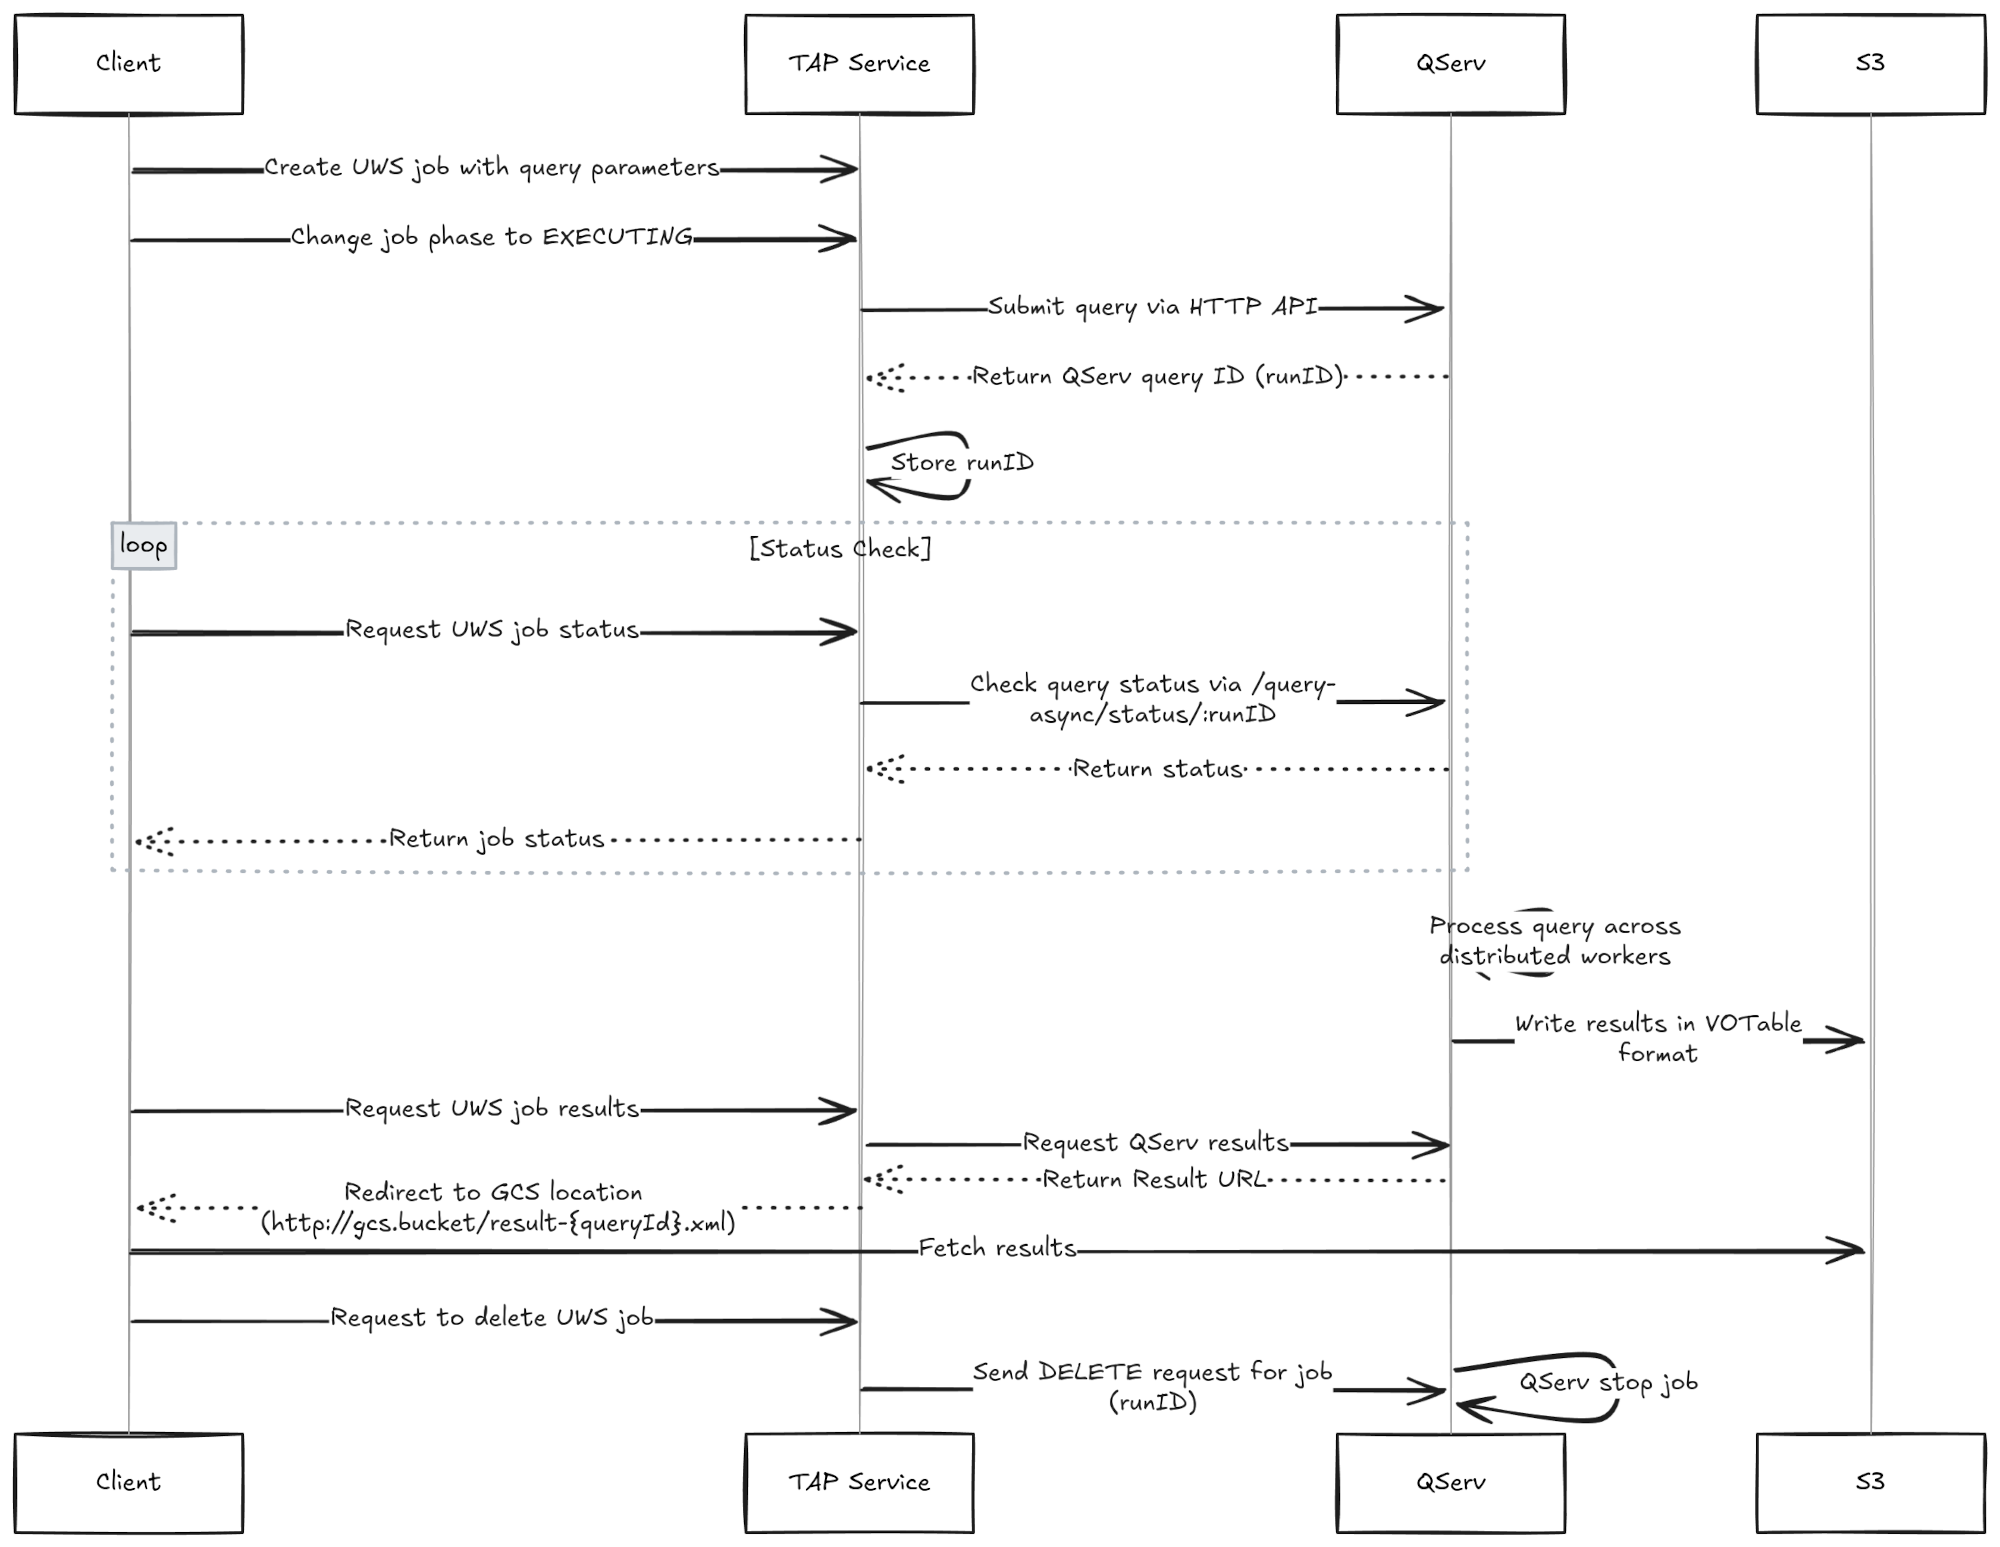 Client
TAP Service
QServ
S3
Create UWS job with query parameters
Change job phase to EXECUTING
Submit query via HTTP API
Return QServ query ID (runID)
Store runID
loop
[Status Check]
Request UWS job status
Check query status via /query-
async/status/:runID
Return status
Return job status
Process query across
distributed workers
Write results in VOTable
format
Request UWS job results
Request QServ results
Return Result URL
Redirect to GCS location
(http://gcs.bucket/result-{queryId}.xml)
Fetch results
Request to delete UWS job
Send DELETE request for job
(runID)
QServ stop job
Client
TAP Service
QServ
S3